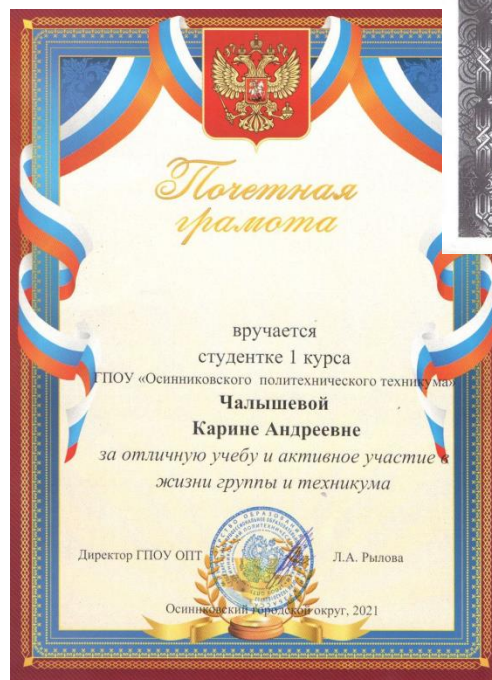 Почетная
грамота
вручается
студентке 1 курса
ГПОУ «Осинниковского политехнического техникума»
Чалышевой
Карине Андреевне
за отличную учебу и активное участие в
жизни группы и техникума
Директор ГПОУ ОПТ Л.А. Рылова
Осинниковский городской округ, 2021